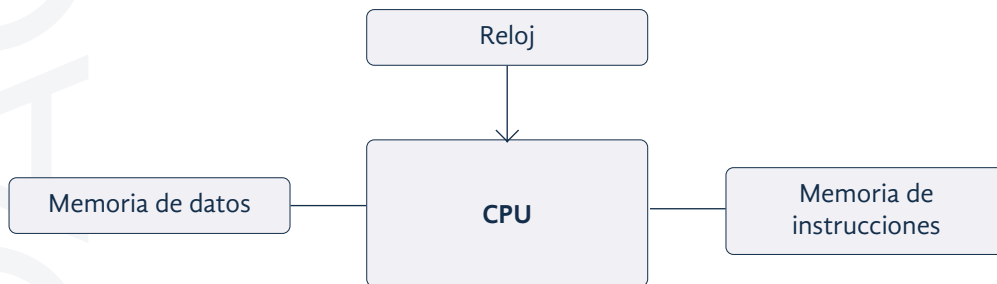 Reloj
Memoria de datos
CPU
Memoria de
instrucciones